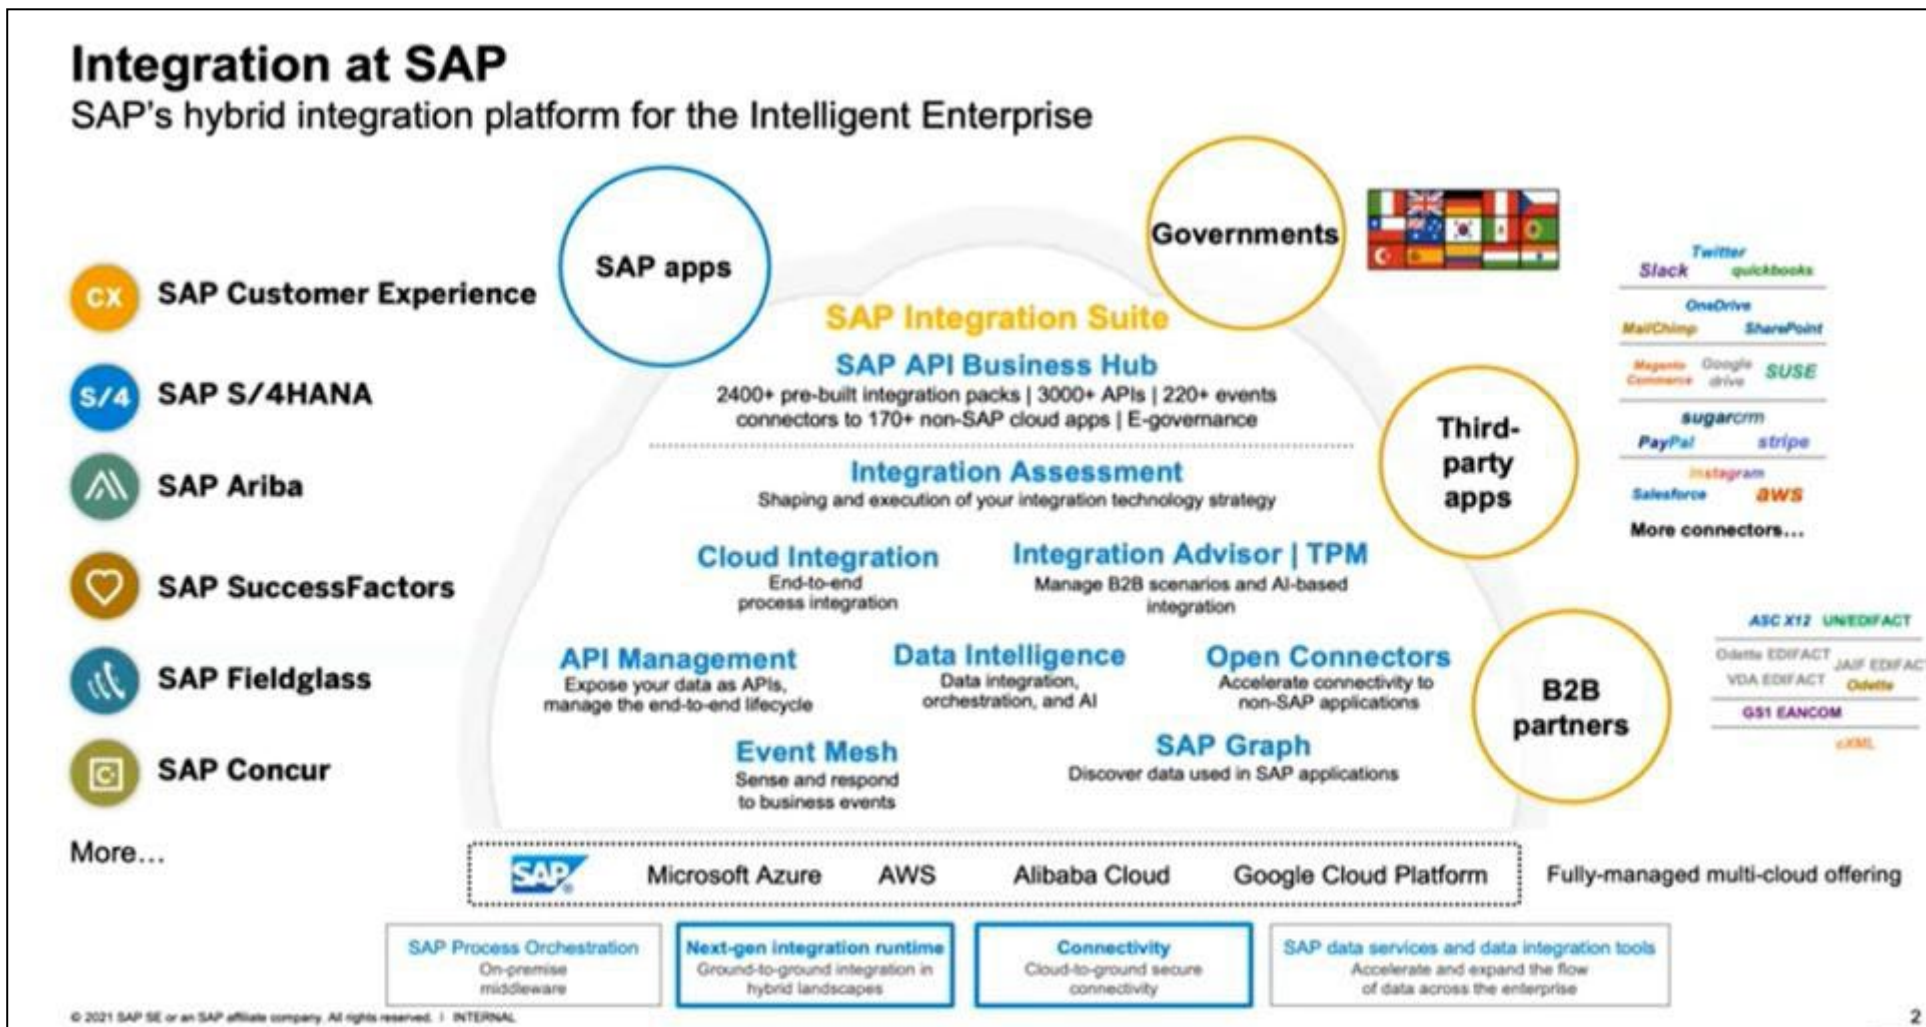 Integration at SAP
SAP's hybrid integration platform for the Intelligent Enterprise
CX
SAP Customer Experience
S/4
SAP S/4HANA
SAP Ariba
SAP SuccessFactors
SAP Fieldglass
SAP Concur
More...
SAP apps
Governments
SAP Integration Suite
SAP API Business Hub
2400+ pre-built integration packs | 3000+ APIs | 220+ events
connectors to 170+ non-SAP cloud apps | E-governance
Integration Assessment
Shaping and execution of your integration technology strategy
Cloud Integration
End-to-end
process integration
Integration Advisor | TPM
Manage B2B scenarios and AI-based
integration
API Management
Expose your data as APIs,
manage the end-to-end lifecycle
Data Intelligence
Data integration,
orchestration, and AI
Open Connectors
Accelerate connectivity to
non-SAP applications
Event Mesh
Sense and respond
to business events
SAP Graph
Discover data used in SAP applications
Third-
party
apps
Twitter
Slack quickbooks
OneDrive
MailChimp SharePoint
Magento
Commerce
Google
drive
SUSE
sugarcrm
PayPal stripe
Instagram
Salesforce aws
More connectors...
B2B
partners
ASC X12 UN/EDIFACT
Odette EDIFACT
JAIF EDIFACT
VDA EDIFACT
Odette
GS1 EANCOM
cXML
SAP Microsoft Azure AWS Alibaba Cloud Google Cloud Platform
Fully-managed multi-cloud offering
SAP Process Orchestration
On-premise
middleware
Next-gen integration runtime
Ground-to-ground integration in
hybrid landscapes
Connectivity
Cloud-to-ground secure
connectivity
SAP data services and data integration tools
Accelerate and expand the flow
of data across the enterprise
© 2021 SAP SE or an SAP affiliate company. All rights reserved. | INTERNAL
2